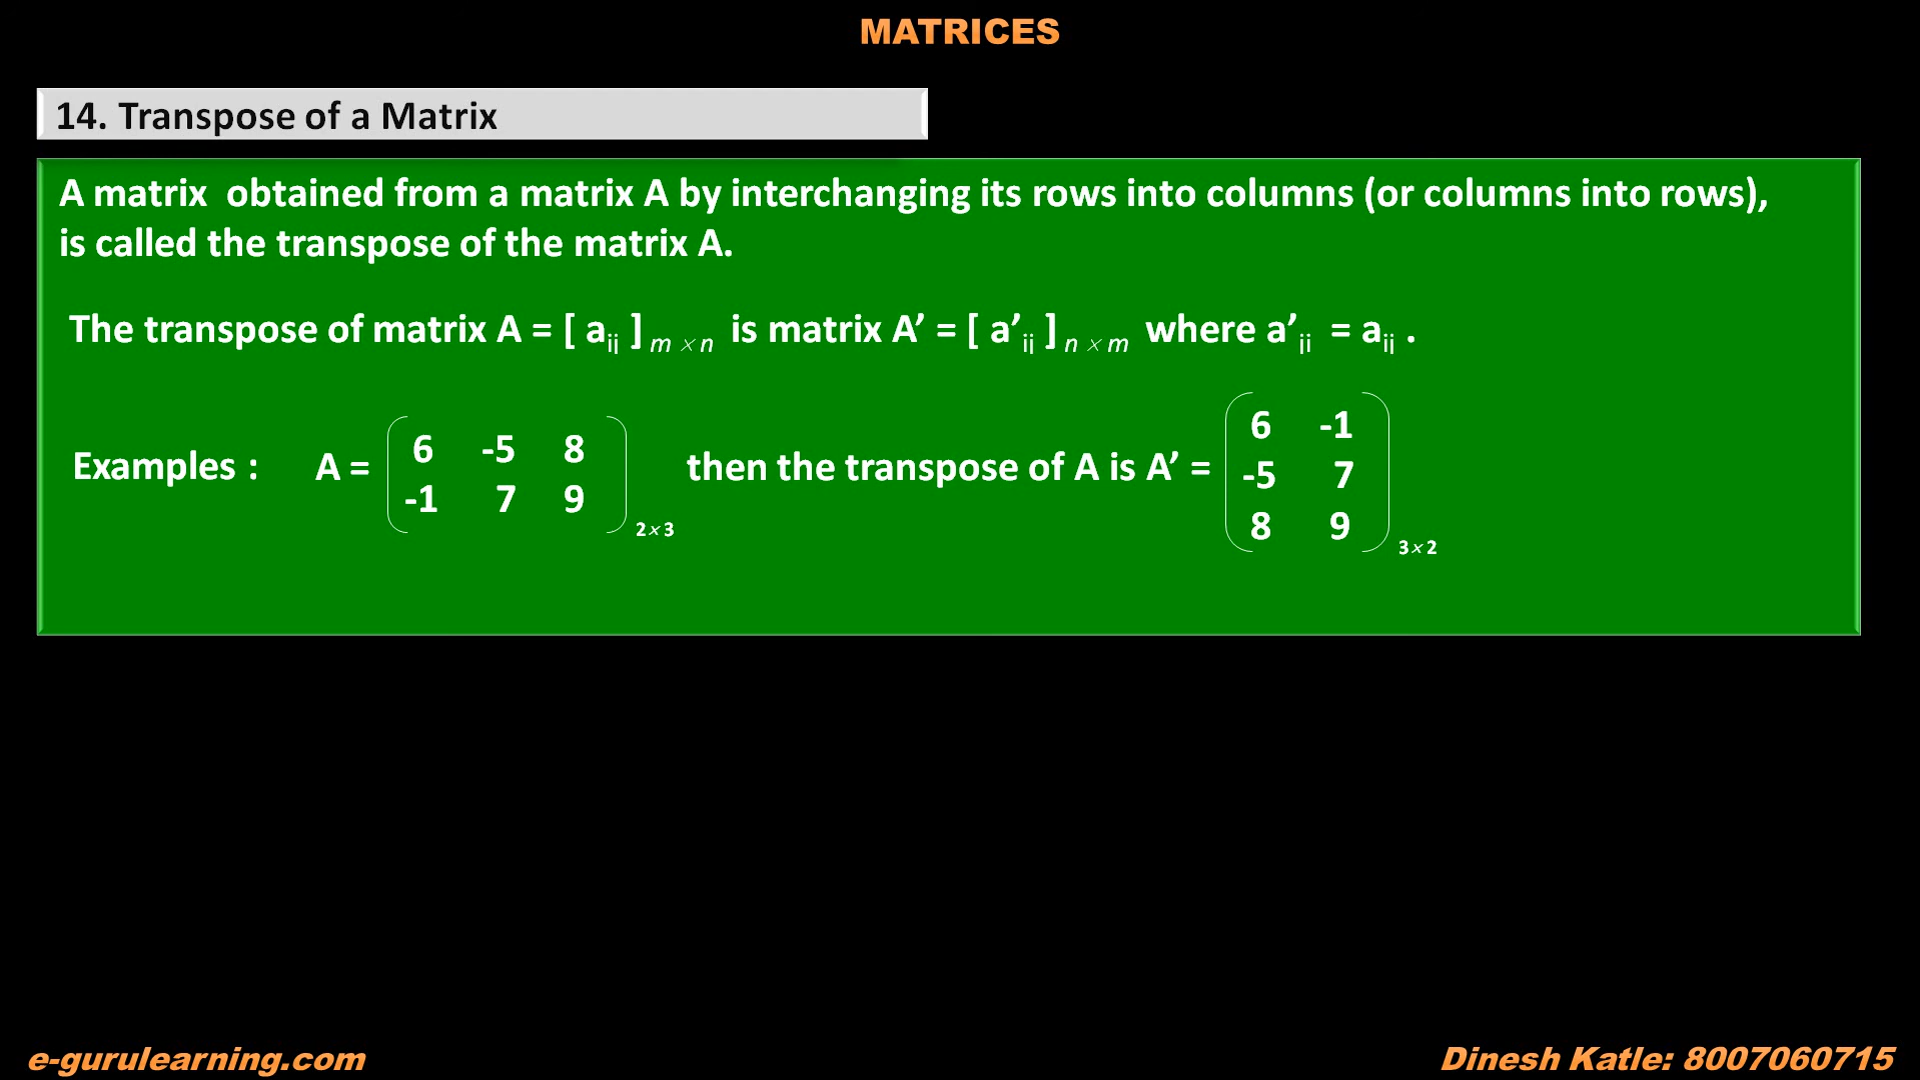 MATRICES
14. Transpose of a Matrix
A matrix obtained from a matrix A by interchanging its rows into columns (or columns into rows),
is called the transpose of the matrix A.
The transpose of matrix A = [ aij ] m × n is matrix A’ = [ a’ij ] n × m where a’ji = aij .
Examples : A = 6 -5 8 -1 7 9 2 × 3 then the transpose of A is A’ = 6 -1 -5 7 8 9 3 × 2
e-gurulearning.com
Dinesh Katle: 8007060715